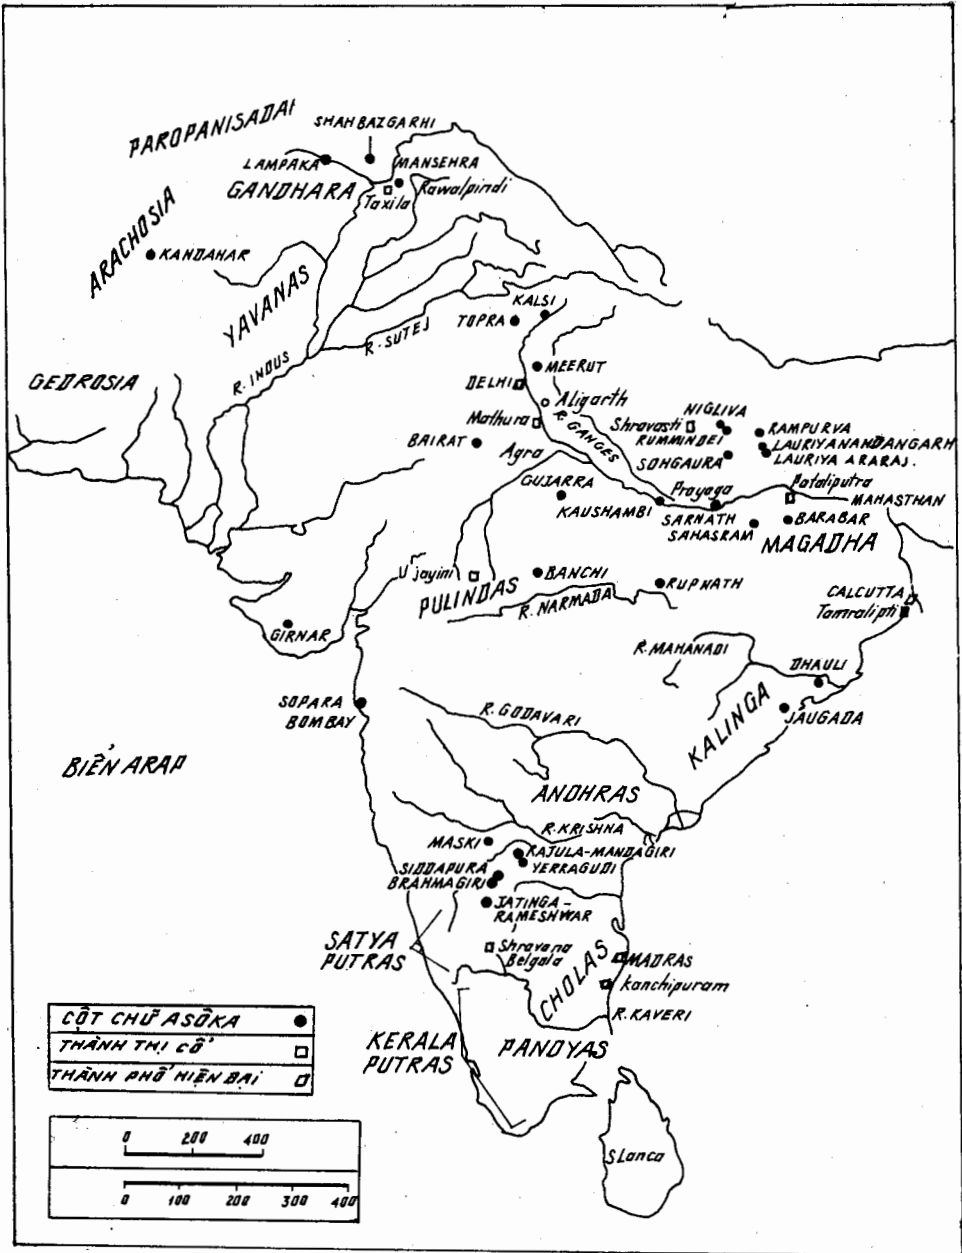 PAROPANISADAI
SHAHBAZGARHI
LAMPAKA
MANSEHRA
GANDHARA
Taxila
Rawalpindi
ARACHOSIA
KANDAHAR
YAVANAS
R. INDUS
R. SUTEJ
GEDROSIA
KALSI
TOPRA
MEERUT
DELHI
Aligarth
Mathura
R. GANGES
BAIRAT
Agra
NIGLIVA
Shravasti
RUMMINDEI
RAMPURVA
LAURIYANANDANGARH
LAURIYA ARARAJ.
SOHGAURA
GUJARRA
Prayaga
Pataliputra
MAHASTHAN
KAUSHAMBI
SARNATH
SAHASRAM
BARABAR
MAGADHA
Ujayini
BANCHI
RUPNATH
PULINDAS
R. NARMADA
CALCUTTA
Tamralipti
GIRNAR
R. MAHANADI
DHAULI
KALINGA
JAUGADA
SOPARA
BOMBAY
R. GODAVARI
BIỂN ARAP
ANDHRAS
R. KRISHNA
MASKI
RAJULA-MANDAGIRI
YERRAGUDI
SIDDAPURA
BRAHMAGIRI
JATINGA-
RAMESHWAR
SATYA
PUTRAS
Shravana
Belgola
CHOLAS
MADRAS
Kanchipuram
R. KAVERI
KERALA
PUTRAS
PANDYAS
S Lanca
CỘT CHỮ ASÔKA
THÀNH THỊ CỔ
THÀNH PHỐ HIỆN ĐẠI
0 200 400
0 100 200 300 400